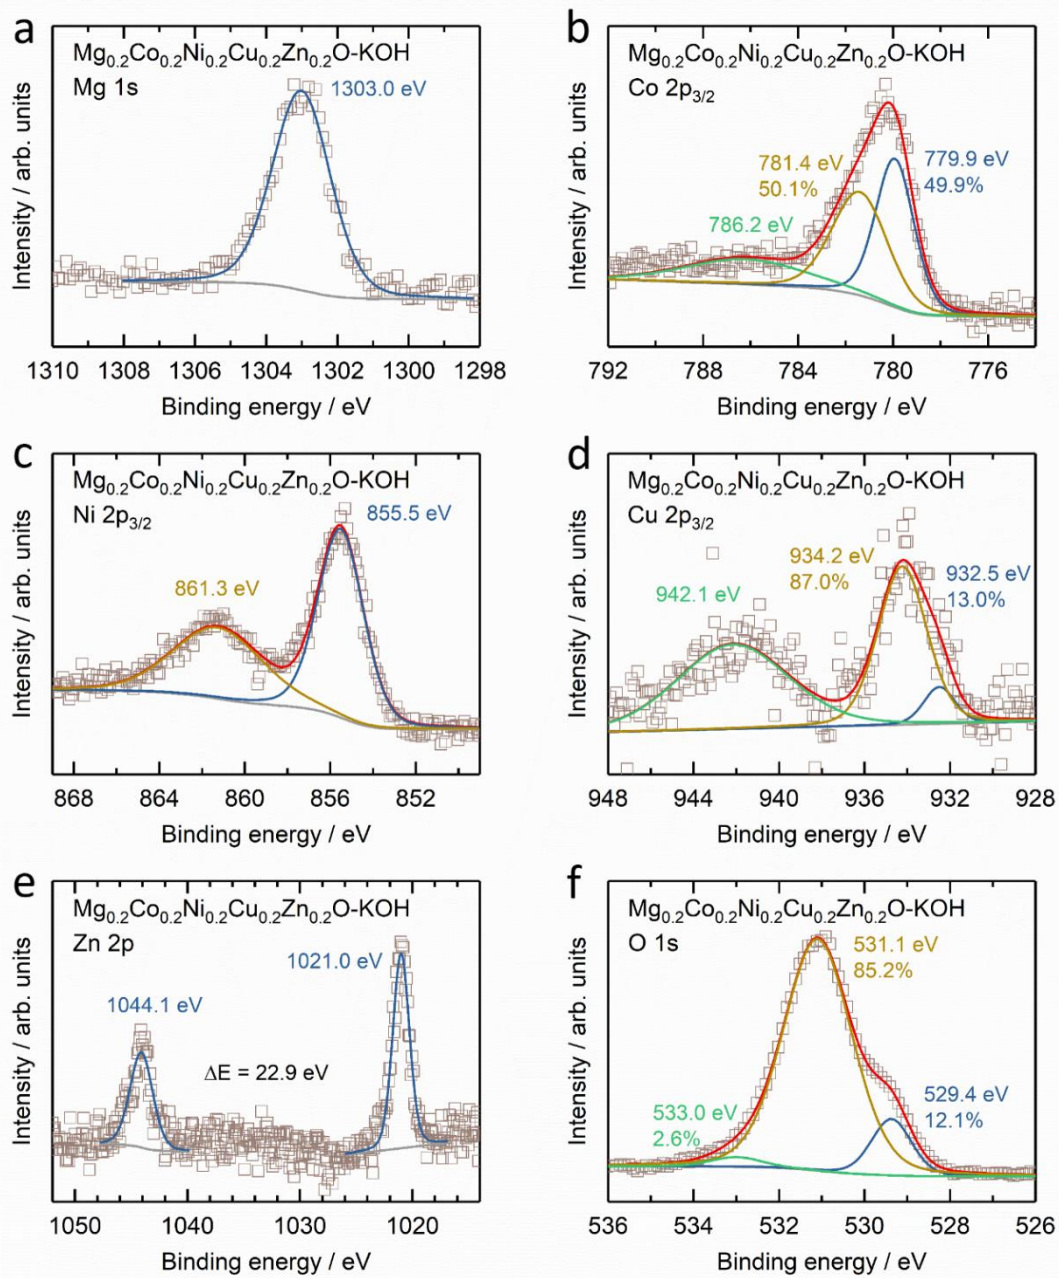 a
Mg0.2Co0.2Ni0.2Cu0.2Zn0.2O-KOH
Mg 1s
1303.0 eV
Intensity / arb. units
1310 1308 1306 1304 1302 1300 1298
Binding energy / eV
b
Mg0.2Co0.2Ni0.2Cu0.2Zn0.2O-KOH
Co 2p3/2
781.4 eV
50.1%
779.9 eV
49.9%
786.2 eV
Intensity / arb. units
792 788 784 780 776
Binding energy / eV
c
Mg0.2Co0.2Ni0.2Cu0.2Zn0.2O-KOH
Ni 2p3/2
855.5 eV
861.3 eV
Intensity / arb. units
868 864 860 856 852
Binding energy / eV
d
Mg0.2Co0.2Ni0.2Cu0.2Zn0.2O-KOH
Cu 2p3/2
934.2 eV
87.0%
932.5 eV
13.0%
942.1 eV
Intensity / arb. units
948 944 940 936 932 928
Binding energy / eV
e
Mg0.2Co0.2Ni0.2Cu0.2Zn0.2O-KOH
Zn 2p
1021.0 eV
1044.1 eV
ΔE = 22.9 eV
Intensity / arb. units
1050 1040 1030 1020
Binding energy / eV
f
Mg0.2Co0.2Ni0.2Cu0.2Zn0.2O-KOH
O 1s
531.1 eV
85.2%
529.4 eV
12.1%
533.0 eV
2.6%
Intensity / arb. units
536 534 532 530 528 526
Binding energy / eV